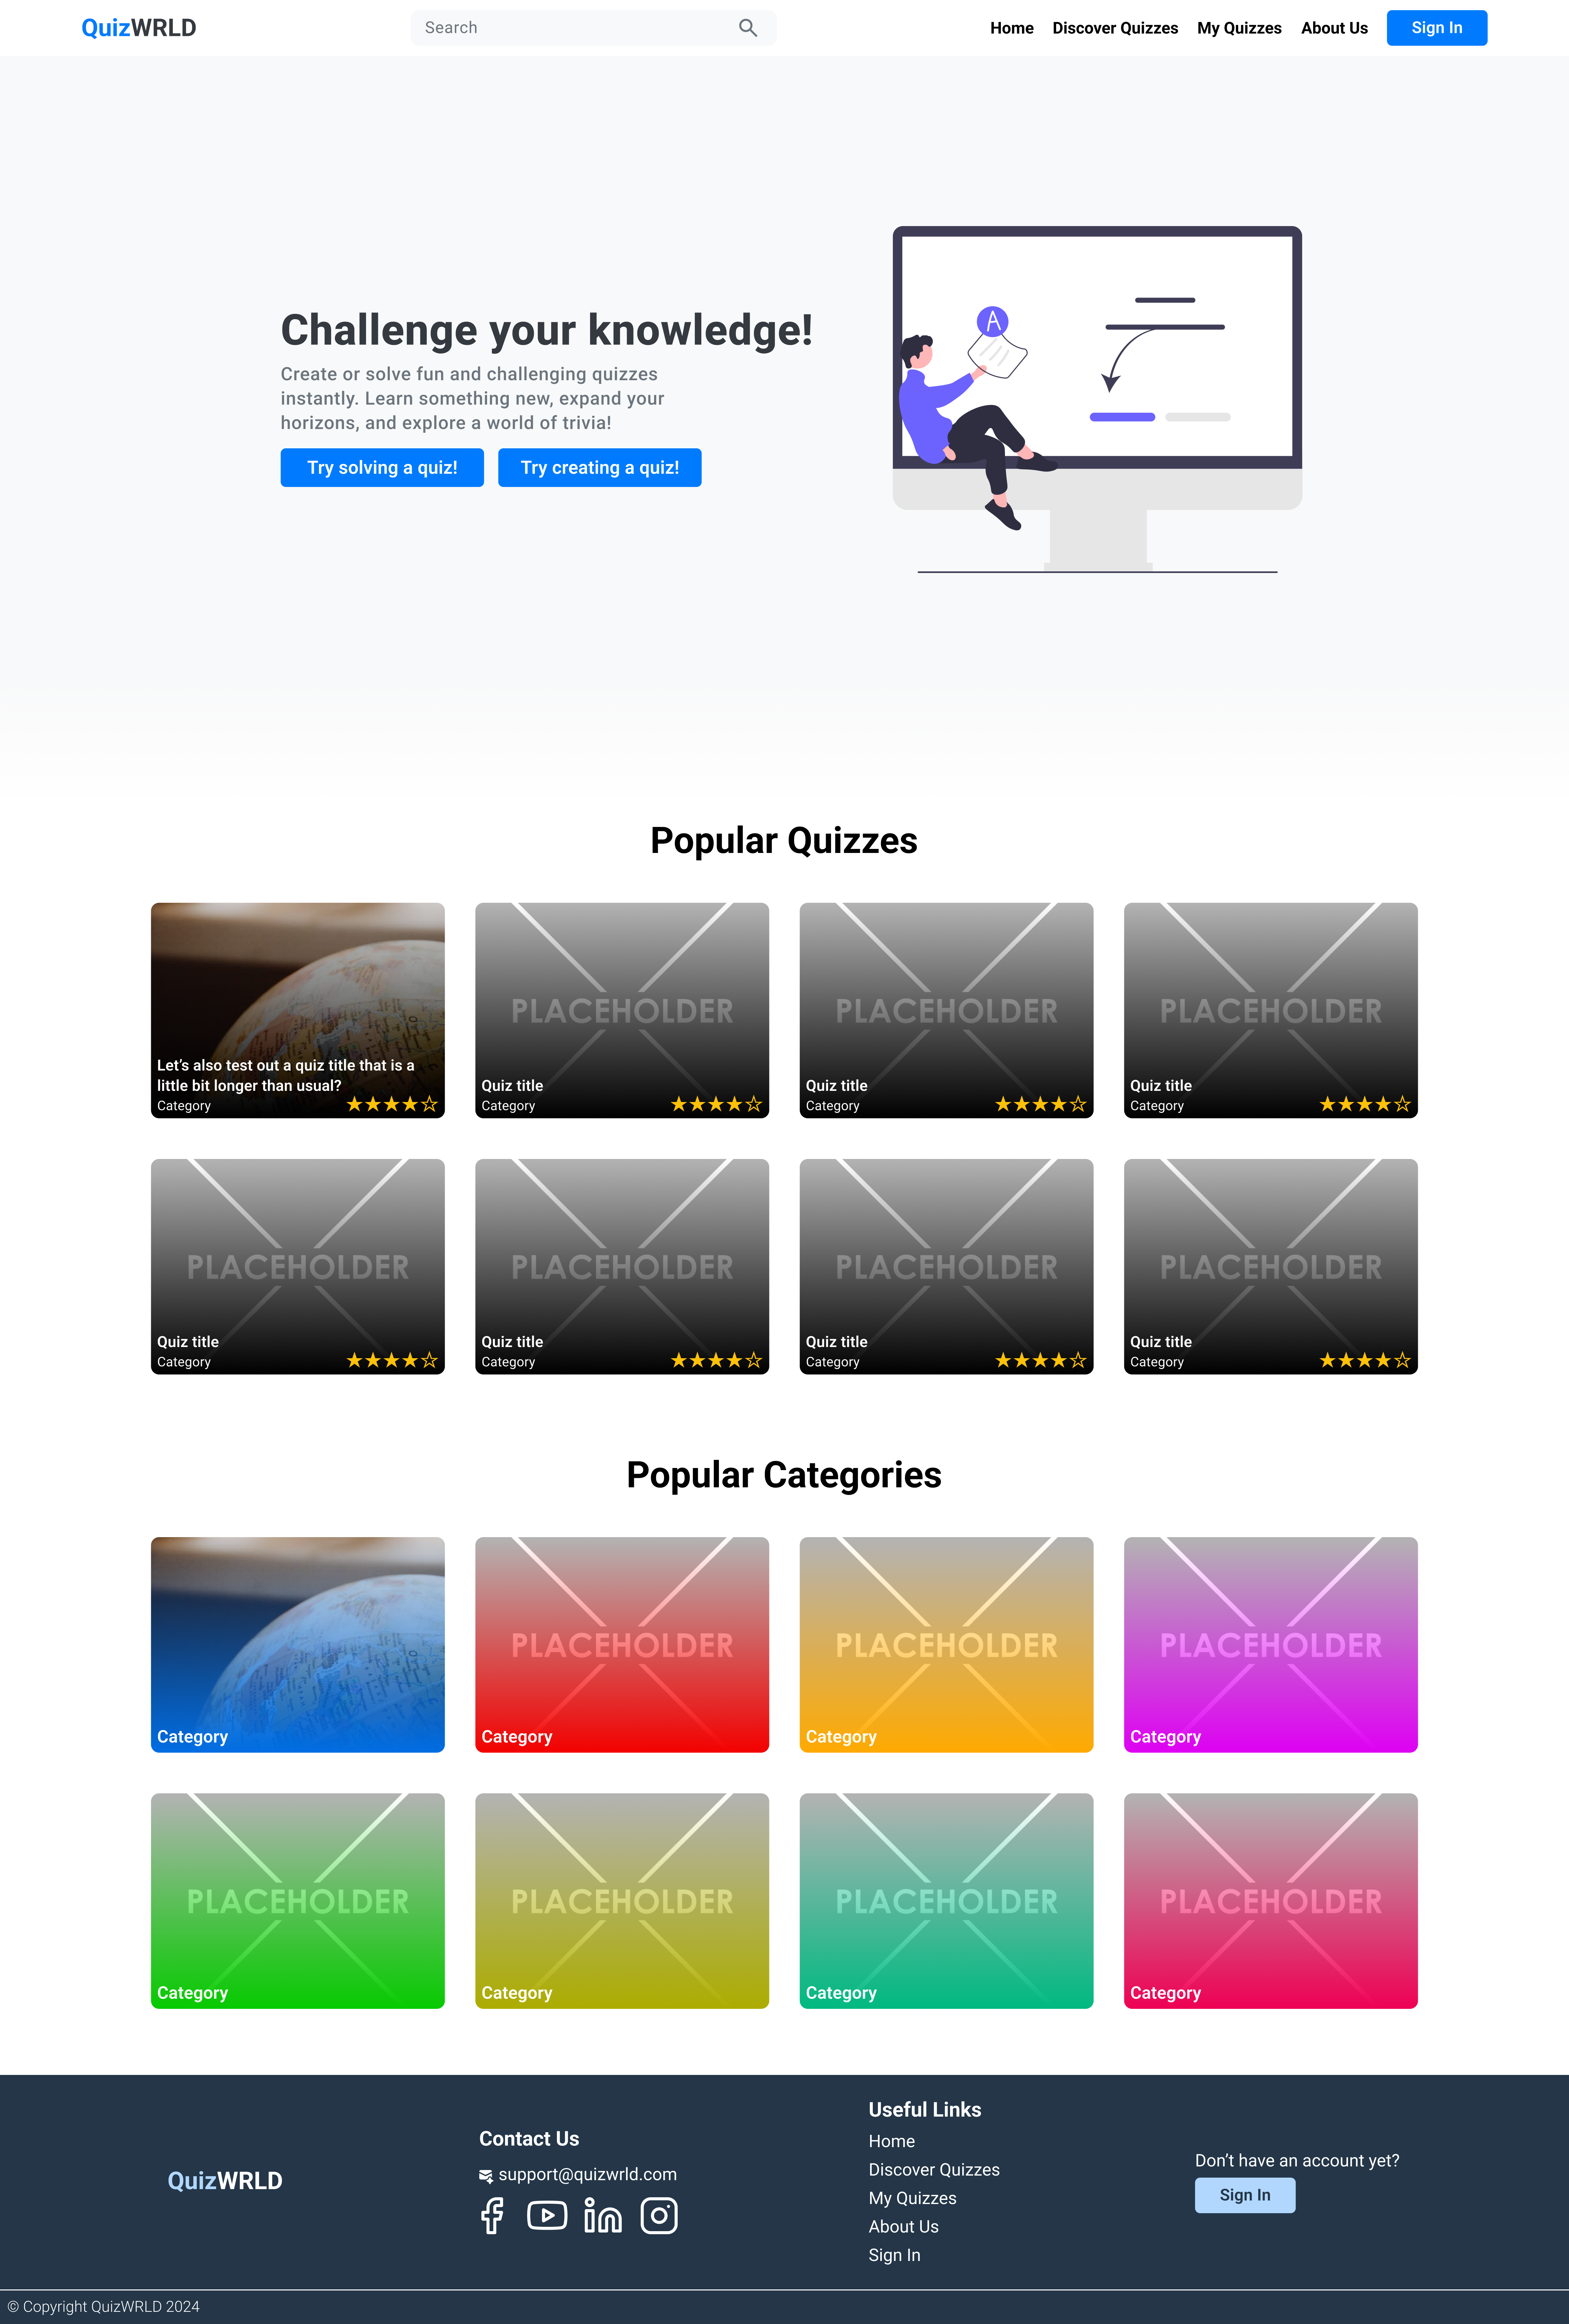 QuizWRLD
Search
Home
Discover Quizzes
My Quizzes
About Us
Sign In
A
Challenge your knowledge!
Create or solve fun and challenging quizzes
instantly. Learn something new, expand your
horizons, and explore a world of trivia!
Try solving a quiz!
Try creating a quiz!
Popular Quizzes
Let's also test out a quiz title that is a
little bit longer than usual?
Category
PLACEHOLDER
Quiz title
Category
PLACEHOLDER
Quiz title
Category
PLACEHOLDER
Quiz title
Category
PLACEHOLDER
Quiz title
Category
PLACEHOLDER
Quiz title
Category
PLACEHOLDER
Quiz title
Category
PLACEHOLDER
Quiz title
Category
Popular Categories
Category
PLACEHOLDER
Category
PLACEHOLDER
Category
PLACEHOLDER
Category
PLACEHOLDER
Category
PLACEHOLDER
Category
PLACEHOLDER
Category
PLACEHOLDER
Category
QuizWRLD
Contact Us
support@quizwrld.com
Useful Links
Home
Discover Quizzes
My Quizzes
About Us
Sign In
Don't have an account yet?
Sign In
© Copyright QuizWRLD 2024